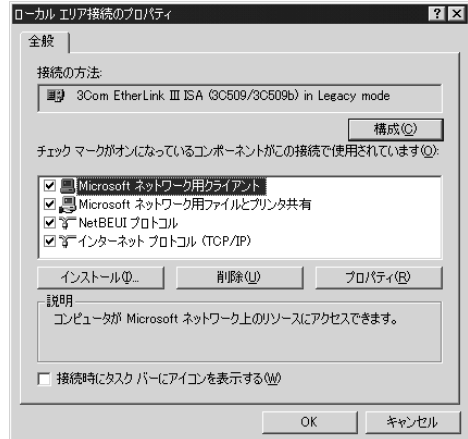 ローカル エリア接続のプロパティ
全般
接続の方法:
3Com EtherLink III ISA (3C509/3C509b) in Legacy mode
構成(C)
チェック マークがオンになっているコンポーネントがこの接続で使用されています(O):
Microsoft ネットワーク用クライアント
Microsoft ネットワーク用ファイルとプリンタ共有
NetBEUI プロトコル
インターネット プロトコル (TCP/IP)
インストール(I)... 削除(U) プロパティ(R)
説明
コンピュータが Microsoft ネットワーク上のリソースにアクセスできます。
接続時にタスク バーにアイコンを表示する(W)
OK キャンセル